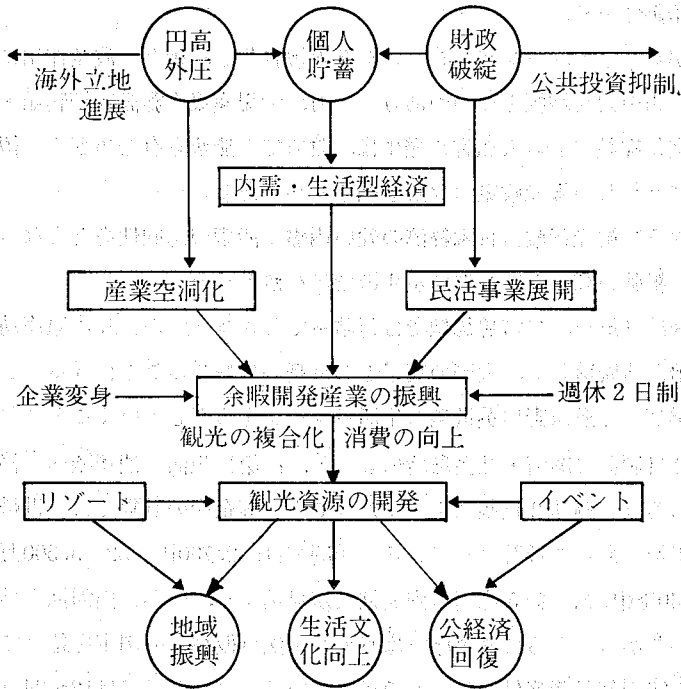 円高
外圧
個人
貯蓄
財政
破綻
海外立地
進展
公共投資抑制
内需・生活型経済
産業空洞化
民活事業展開
企業変身
余暇開発産業の振興
週休2日制
観光の複合化
消費の向上
リゾート
観光資源の開発
イベント
地域
振興
生活文
化向上
公経済
回復